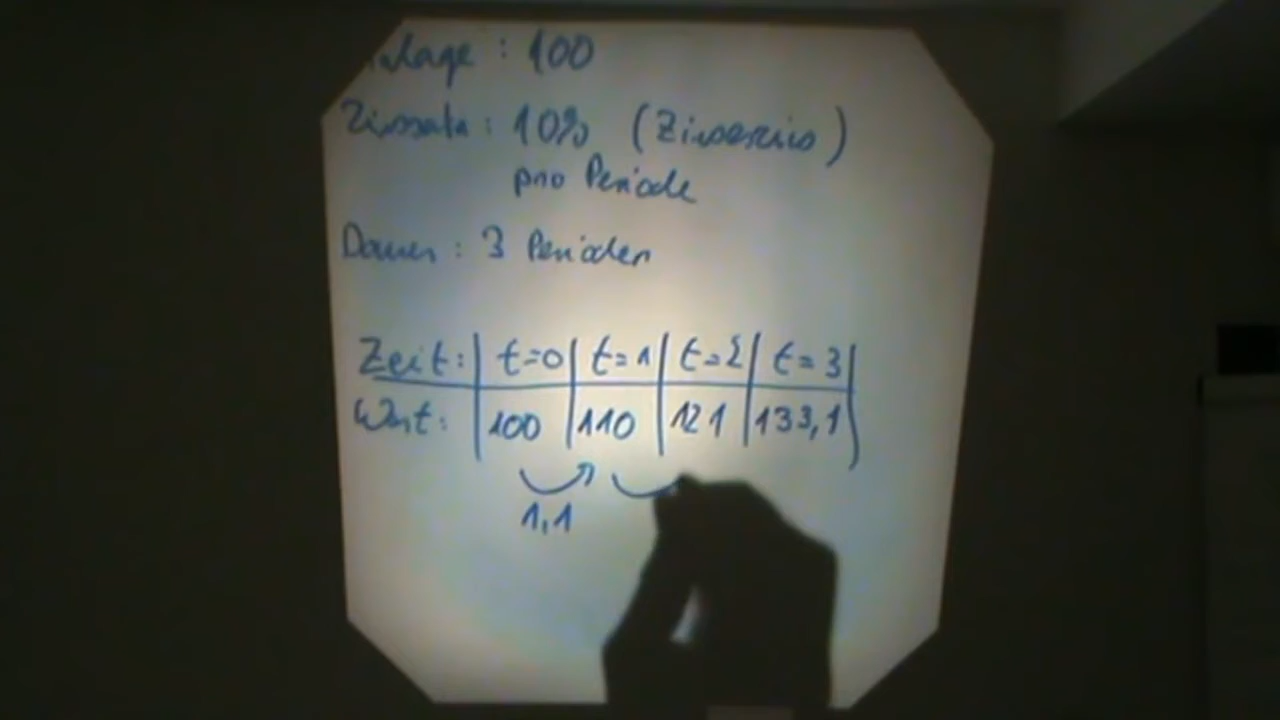 Anlage : 100
Zinssatz : 10% (Zinseszins)
pro Periode
Dauer : 3 Perioden
Zeit: | t=0 | t=1 | t=2 | t=3 |
Wert: | 100 | 110 | 121 | 133,1 |
1,1